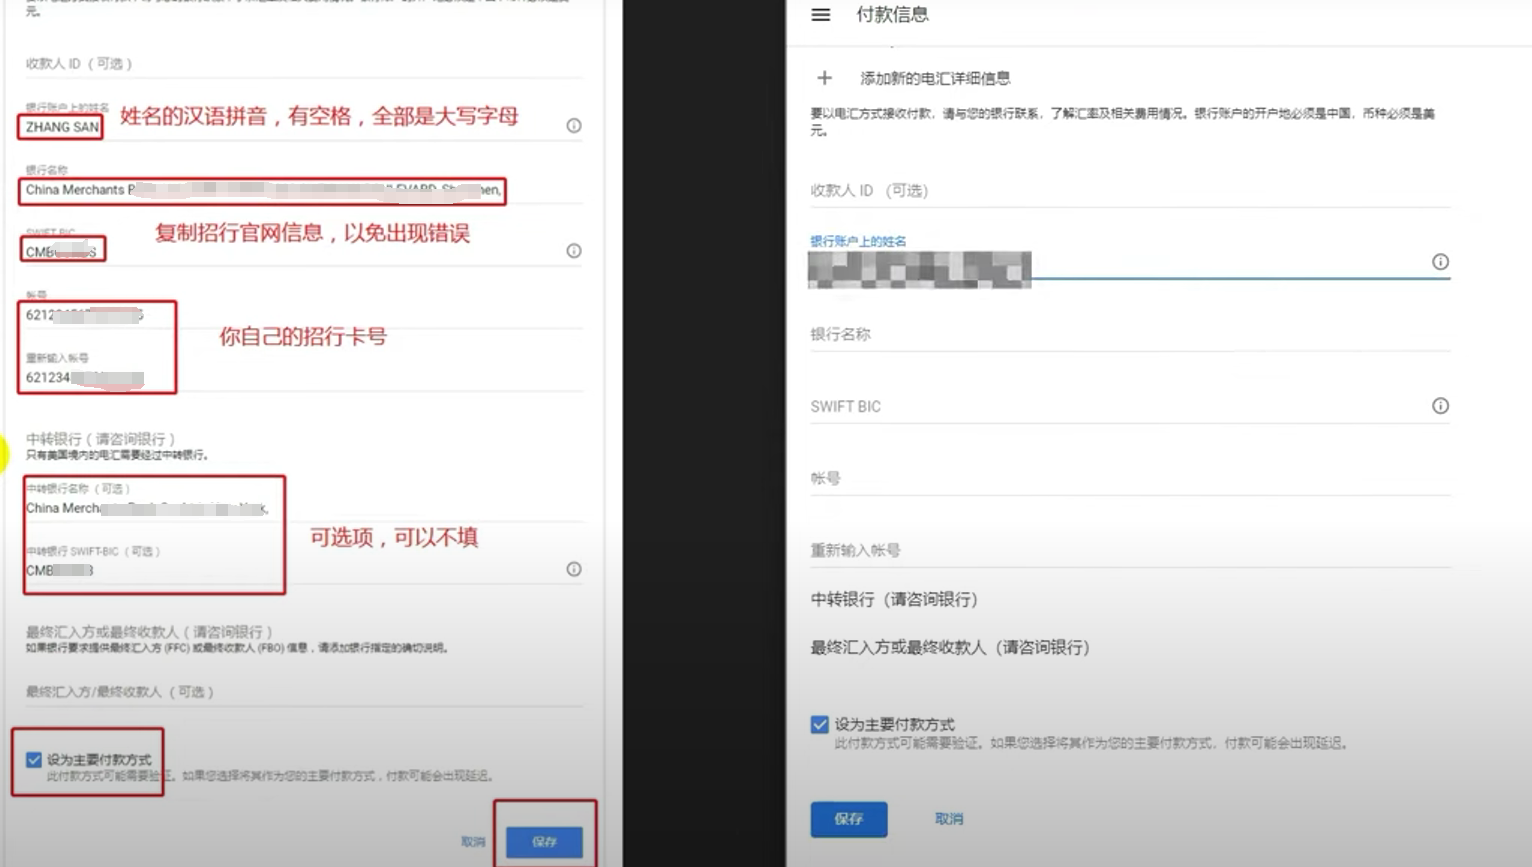 元。
收款人 ID（可选）
银行账户上的姓名
ZHANG SAN
姓名的汉语拼音，有空格，全部是大写字母
银行名称
China Merchants
复制招行官网信息，以免出现错误
SWIFT-BIC
CMB
帐号
你自己的招行卡号
重新输入帐号
621234
中转银行（请咨询银行）
只有美国境内的电汇需要经过中转银行。
中转银行名称（可选）
China
可选项，可以不填
中转银行 SWIFT-BIC（可选）
CMB
最终汇入方或最终收款人（请咨询银行）
如果银行要求提供最终汇入方 (FFC) 或最终收款人 (FBO) 信息，请添加银行指定的确切说明。
最终汇入方/最终收款人（可选）
设为主要付款方式
此付款方式可能需要验证。如果您选择将其作为您的主要付款方式，付款可能会出现延迟。
取消
保存
付款信息
添加新的电汇详细信息
要以电汇方式接收付款，请与您的银行联系，了解汇率及相关费用情况。银行账户的开户地必须是中国，币种必须是美
元。
收款人 ID （可选）
银行账户上的姓名
银行名称
SWIFT BIC
帐号
重新输入帐号
中转银行（请咨询银行）
最终汇入方或最终收款人（请咨询银行）
设为主要付款方式
此付款方式可能需要验证。如果您选择将其作为您的主要付款方式，付款可能会出现延迟。
保存
取消